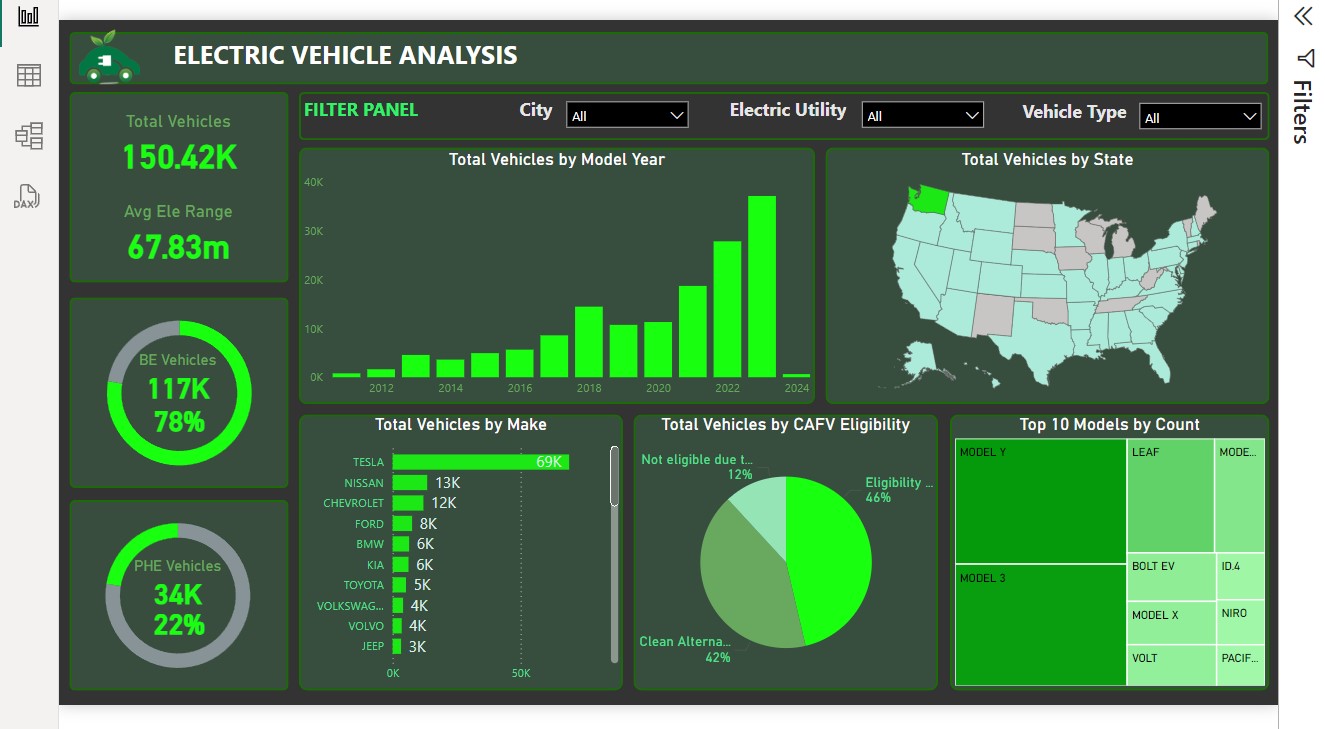 ELECTRIC VEHICLE ANALYSIS
Filters
DAX
Total Vehicles
150.42K
Avg Ele Range
67.83m
FILTER PANEL
City
All
Electric Utility
All
Vehicle Type
All
BE Vehicles
117K
78%
PHE Vehicles
34K
22%
Total Vehicles by Model Year
40K
30K
20K
10K
0K
2012
2014
2016
2018
2020
2022
2024
Total Vehicles by State
Total Vehicles by Make
TESLA 69K
NISSAN 13K
CHEVROLET 12K
FORD 8K
BMW 6K
KIA 6K
TOYOTA 5K
VOLKSWAG... 4K
VOLVO 4K
JEEP 3K
0K
50K
Total Vehicles by CAFV Eligibility
Not eligible due t...
12%
Eligibility ...
46%
Clean Alterna...
42%
Top 10 Models by Count
MODEL Y
LEAF
MODE...
MODEL 3
BOLT EV
ID.4
MODEL X
NIRO
VOLT
PACIF...